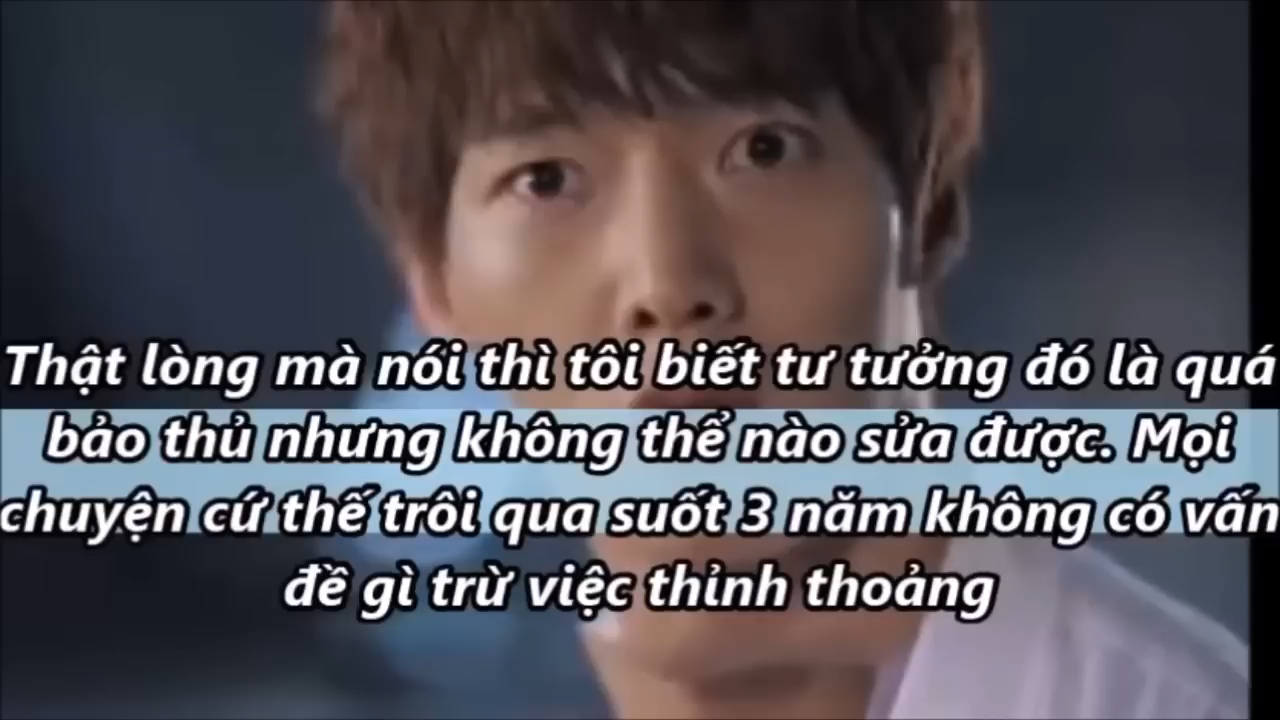 Thật lòng mà nói thì tôi biết tư tưởng đó là quá
bảo thủ nhưng không thể nào sửa được. Mọi
chuyện cứ thế trôi qua suốt 3 năm không có vấn
đề gì trừ việc thỉnh thoảng